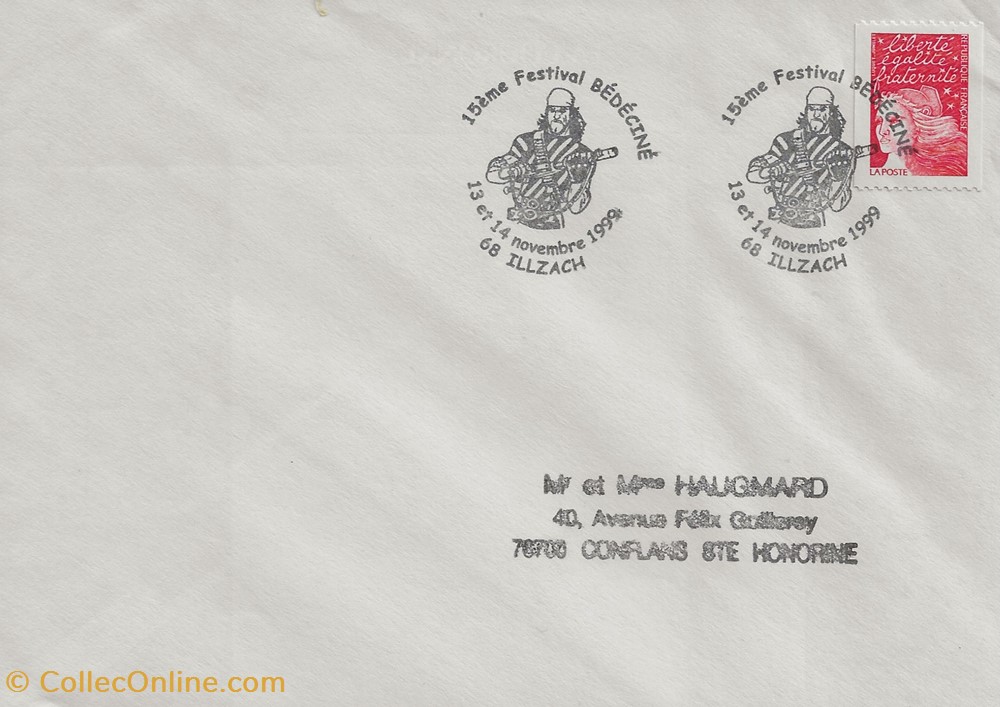 15ème Festival BÉDÉCINÉ
13 et 14 novembre 1999
68 ILLZACH
15ème Festival BÉDÉCINÉ
13 et 14 novembre 1999
68 ILLZACH
liberté
égalité
fraternité
RÉPUBLIQUE FRANÇAISE
LA POSTE
Mr et Mme HAUGMARD
40, Avenue Félix
78700 CONFLANS STE HONORINE
© CollecOnline.com